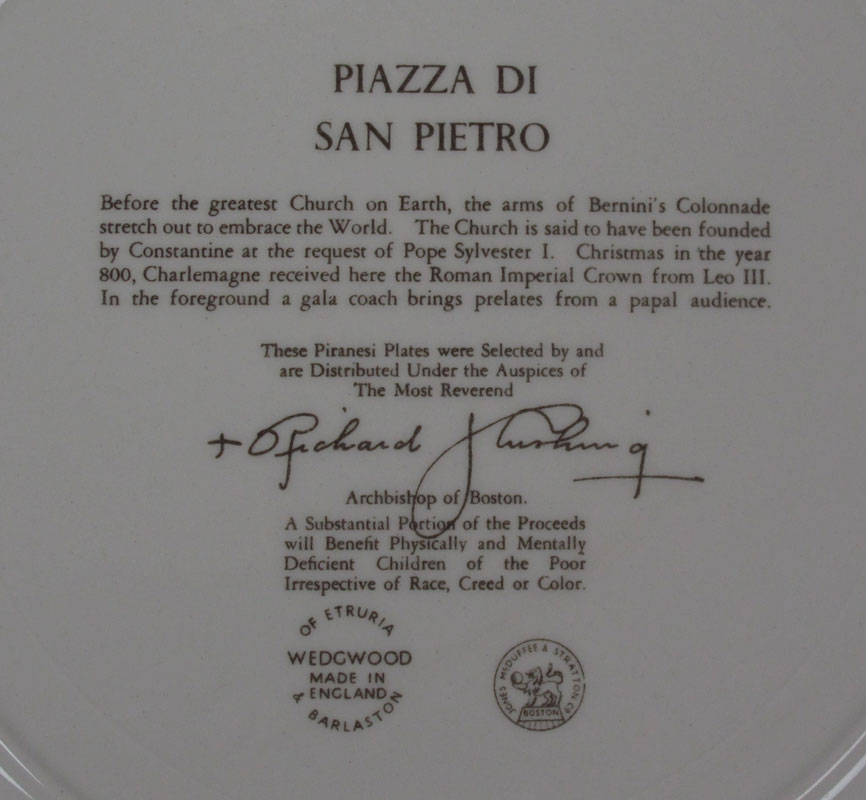 PIAZZA DI
SAN PIETRO
Before the greatest Church on Earth, the arms of Bernini's Colonnade
stretch out to embrace the World. The Church is said to have been founded
by Constantine at the request of Pope Sylvester I. Christmas in the year
800, Charlemagne received here the Roman Imperial Crown from Leo III.
In the foreground a gala coach brings prelates from a papal audience.
These Piranesi Plates were Selected by and
are Distributed Under the Auspices of
The Most Reverend
+ Richard J Cushing
Archbishop of Boston.
A Substantial Portion of the Proceeds
will Benefit Physically and Mentally
Deficient Children of the Poor
Irrespective of Race, Creed or Color.
OF ETRURIA
WEDGWOOD
MADE IN
ENGLAND
& BARLASTON
JONES McDUFFEE & STRATTON CO
BOSTON